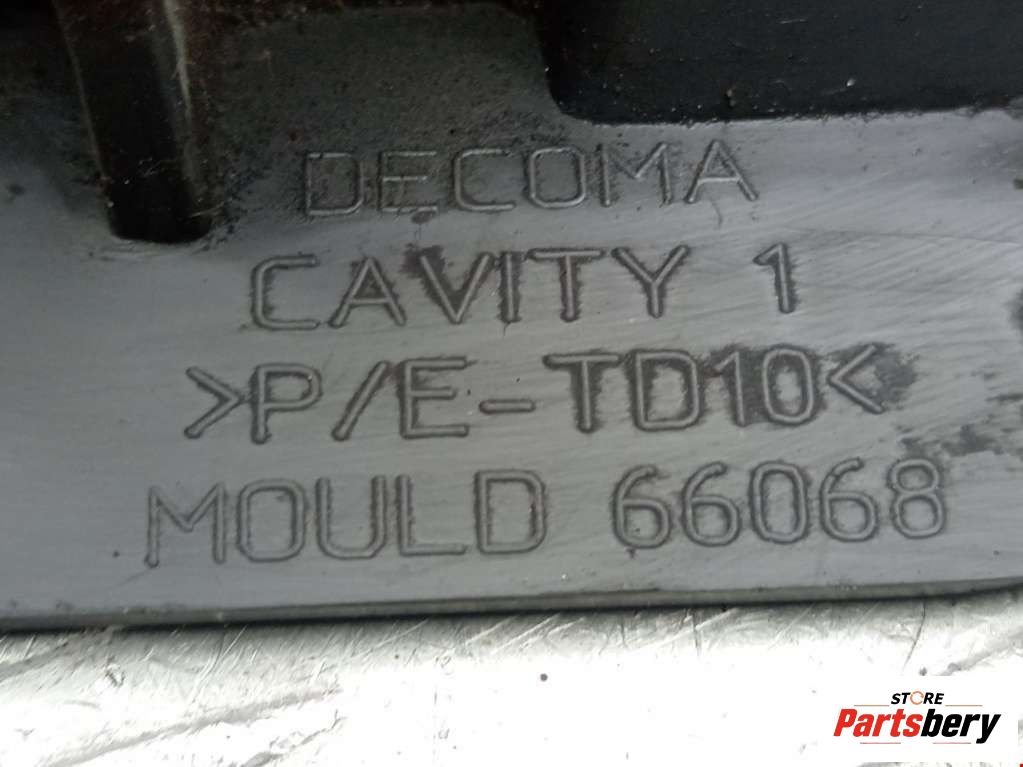 DECOMA
CAVITY 1
>P/E-TD10<
MOULD 66068
STORE
Partsbery